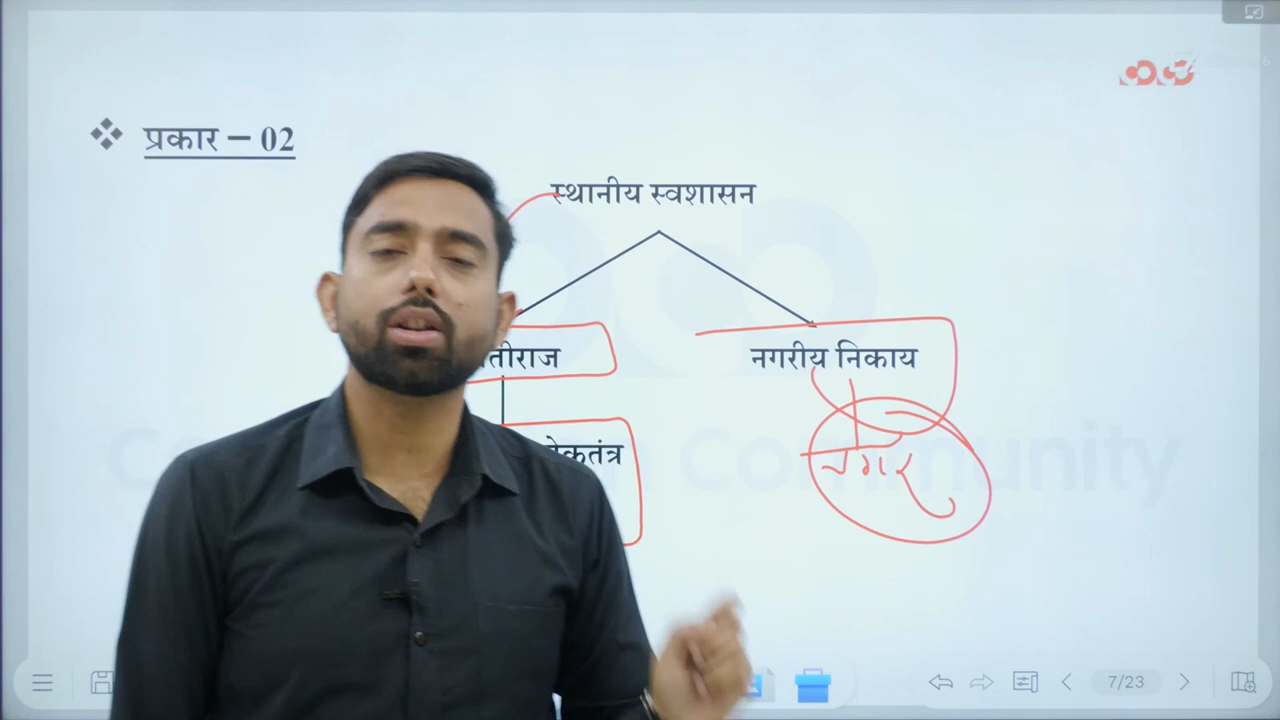 प्रकार – 02
स्थानीय स्वशासन
तीराज
नगरीय निकाय
कतंत्र
नगर
7/23